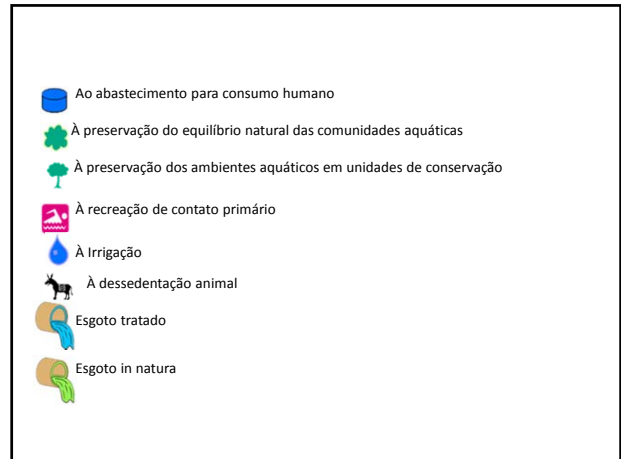 Ao abastecimento para consumo humano
À preservação do equilíbrio natural das comunidades aquáticas
À preservação dos ambientes aquáticos em unidades de conservação
À recreação de contato primário
À Irrigação
À dessedentação animal
Esgoto tratado
Esgoto in natura